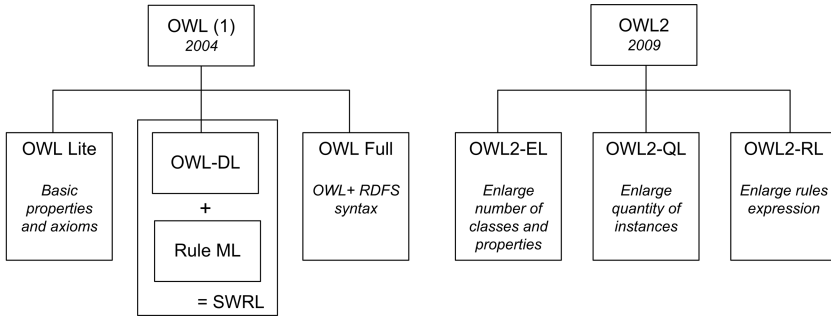 OWL (1)
2004
OWL Lite
Basic
properties
and axioms
OWL-DL
+
Rule ML
= SWRL
OWL Full
OWL+ RDFS
syntax
OWL2
2009
OWL2-EL
Enlarge
number of
classes and
properties
OWL2-QL
Enlarge
quantity of
instances
OWL2-RL
Enlarge rules
expression